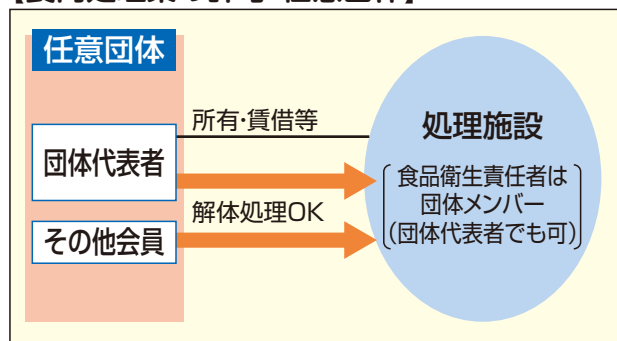 任意団体
所有・賃借等
団体代表者
解体処理OK
その他会員
処理施設
食品衛生責任者は
団体メンバー
(団体代表者でも可)